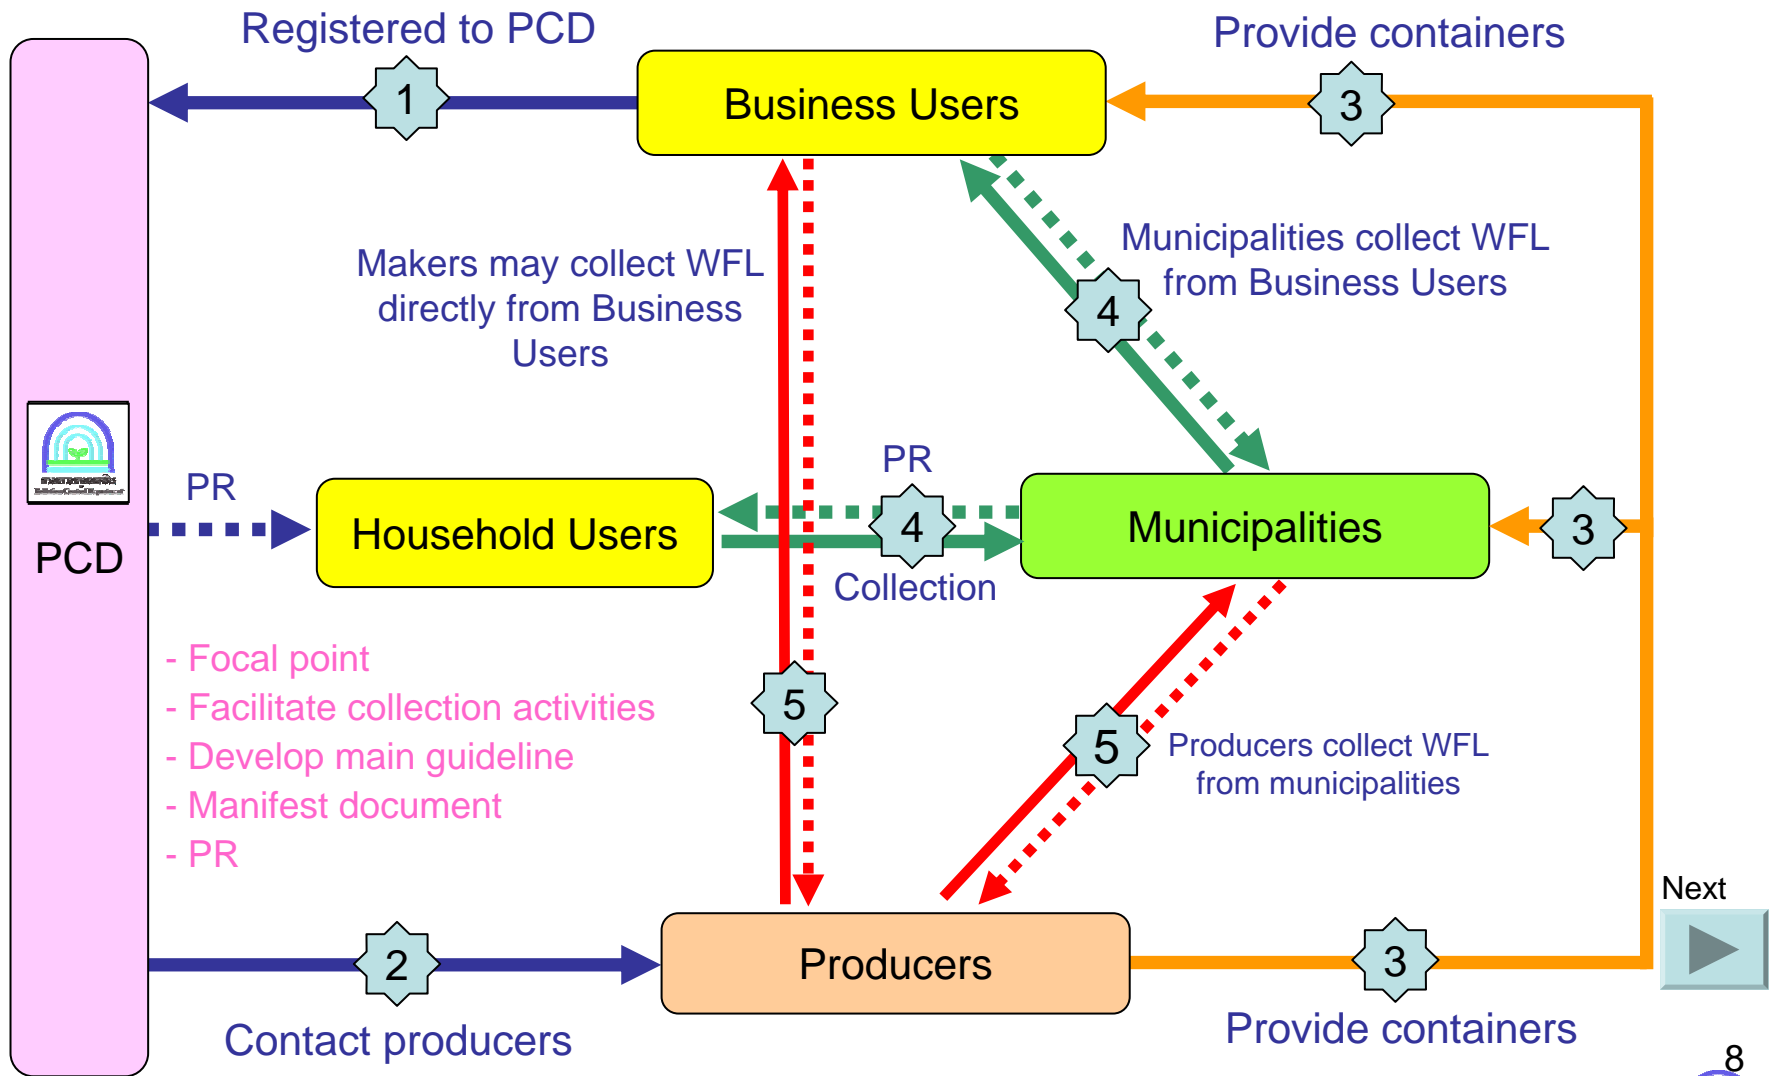 Registered to PCD
Provide containers
1
Business Users
3
Makers may collect WFL
directly from Business
Users
Municipalities collect WFL
from Business Users
4
PR
PCD
Household Users
PR
4
Collection
Municipalities
3
- Focal point
- Facilitate collection activities
- Develop main guideline
- Manifest document
- PR
5
5
Producers collect WFL
from municipalities
Next
2
Producers
3
Contact producers
Provide containers
8